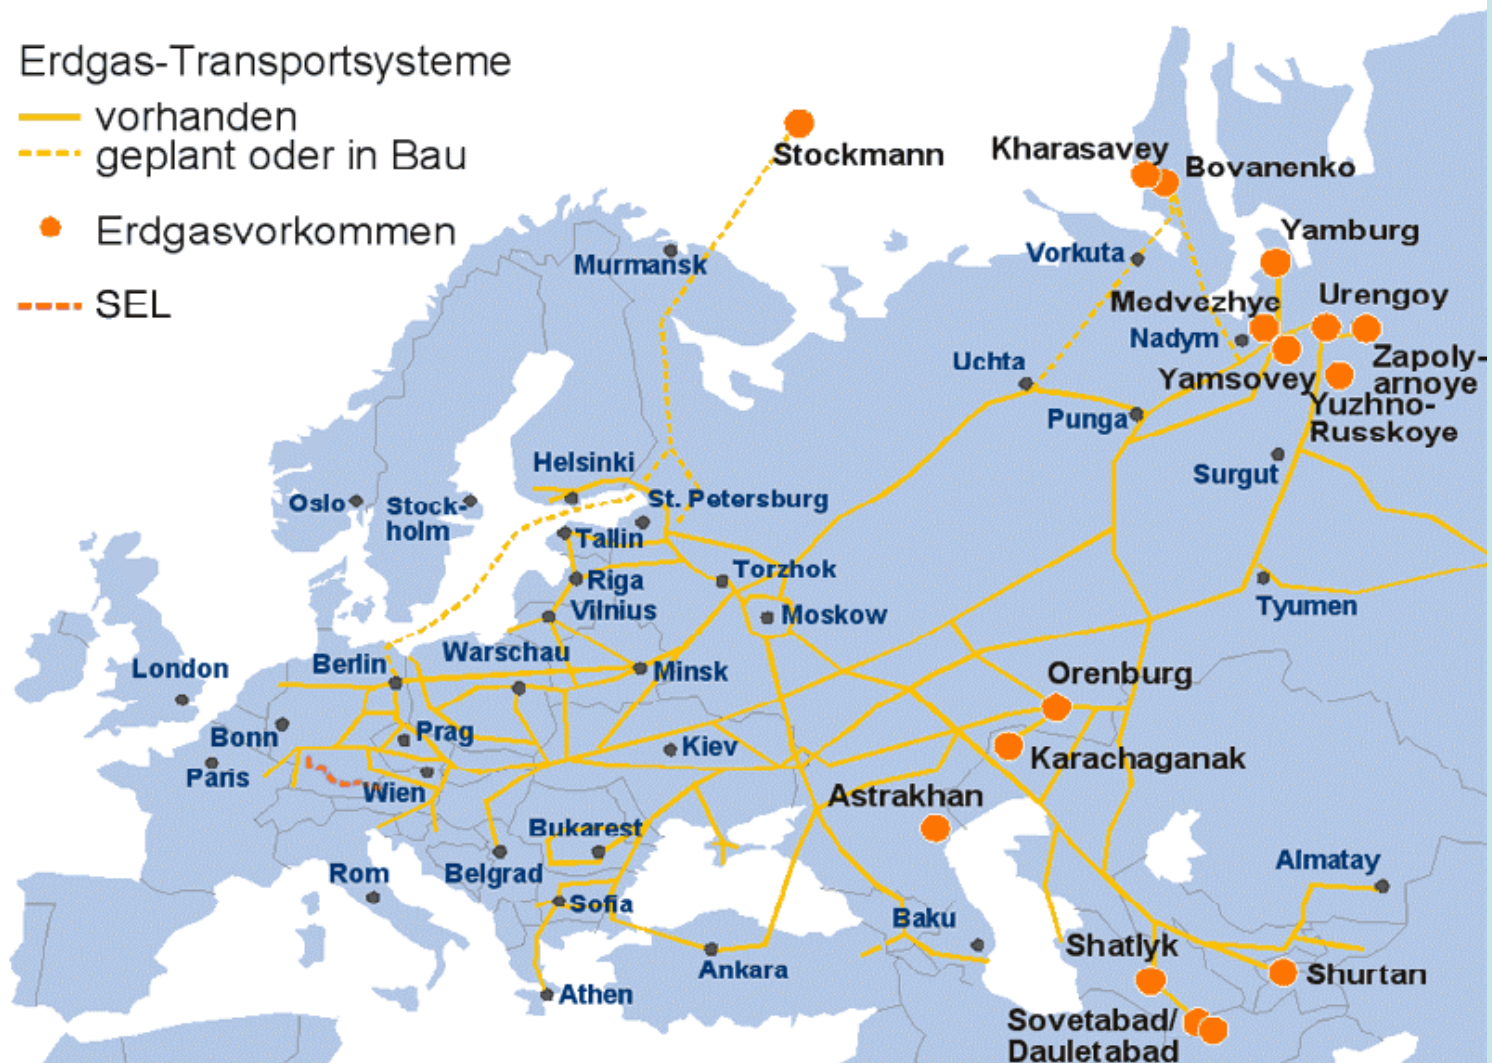 Erdgas-Transportsysteme
vorhanden
geplant oder in Bau
Erdgasvorkommen
SEL
Stockmann
Kharasavey
Bovanenko
Yamburg
Murmansk
Vorkuta
Medvezhye
Urengoy
Nadym
Uchta
Zapoly-
arnoye
Yamsovey
Punga
Yuzhno-
Russkoye
Helsinki
Surgut
Oslo
Stock-
holm
St. Petersburg
Tallin
Torzhok
Riga
Vilnius
Moskow
Tyumen
London
Berlin
Warschau
Minsk
Orenburg
Bonn
Prag
Kiev
Karachaganak
Paris
Wien
Astrakhan
Bukarest
Rom
Belgrad
Almatay
Sofia
Baku
Shatlyk
Ankara
Shurtan
Athen
Sovetabad/
Dauletabad